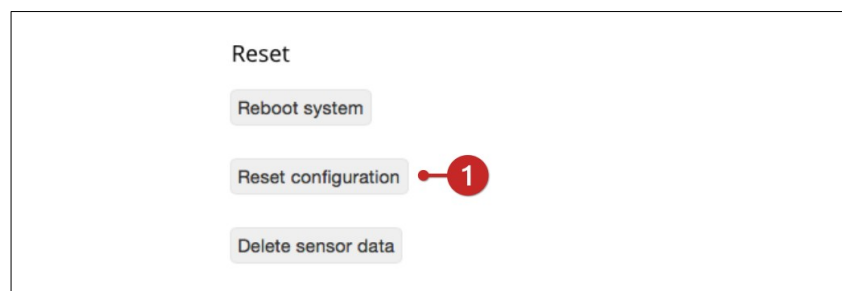 Reset
Reboot system
Reset configuration
1
Delete sensor data